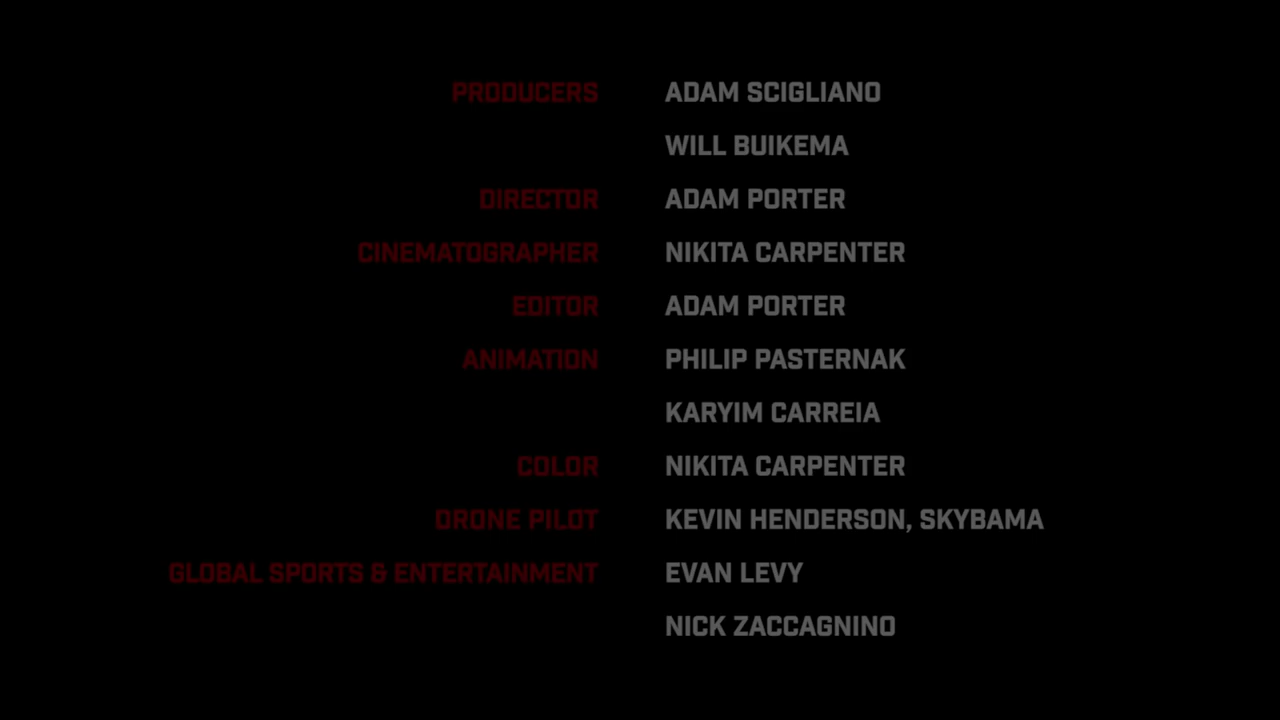 PRODUCERS ADAM SCIGLIANO
WILL BUIKEMA
DIRECTOR ADAM PORTER
CINEMATOGRAPHER NIKITA CARPENTER
EDITOR ADAM PORTER
ANIMATION PHILIP PASTERNAK
KARYIM CARREIA
COLOR NIKITA CARPENTER
DRONE PILOT KEVIN HENDERSON, SKYBAMA
GLOBAL SPORTS & ENTERTAINMENT EVAN LEVY
NICK ZACCAGNINO